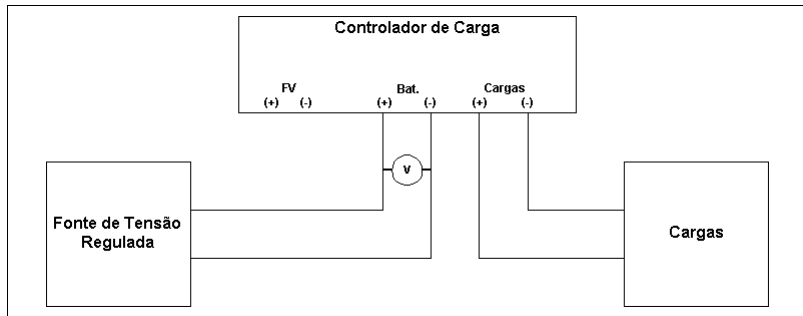 Controlador de Carga
FV Bat. Cargas
(+) (-) (+) (-) (+) (-)
V
Fonte de Tensão
Regulada
Cargas